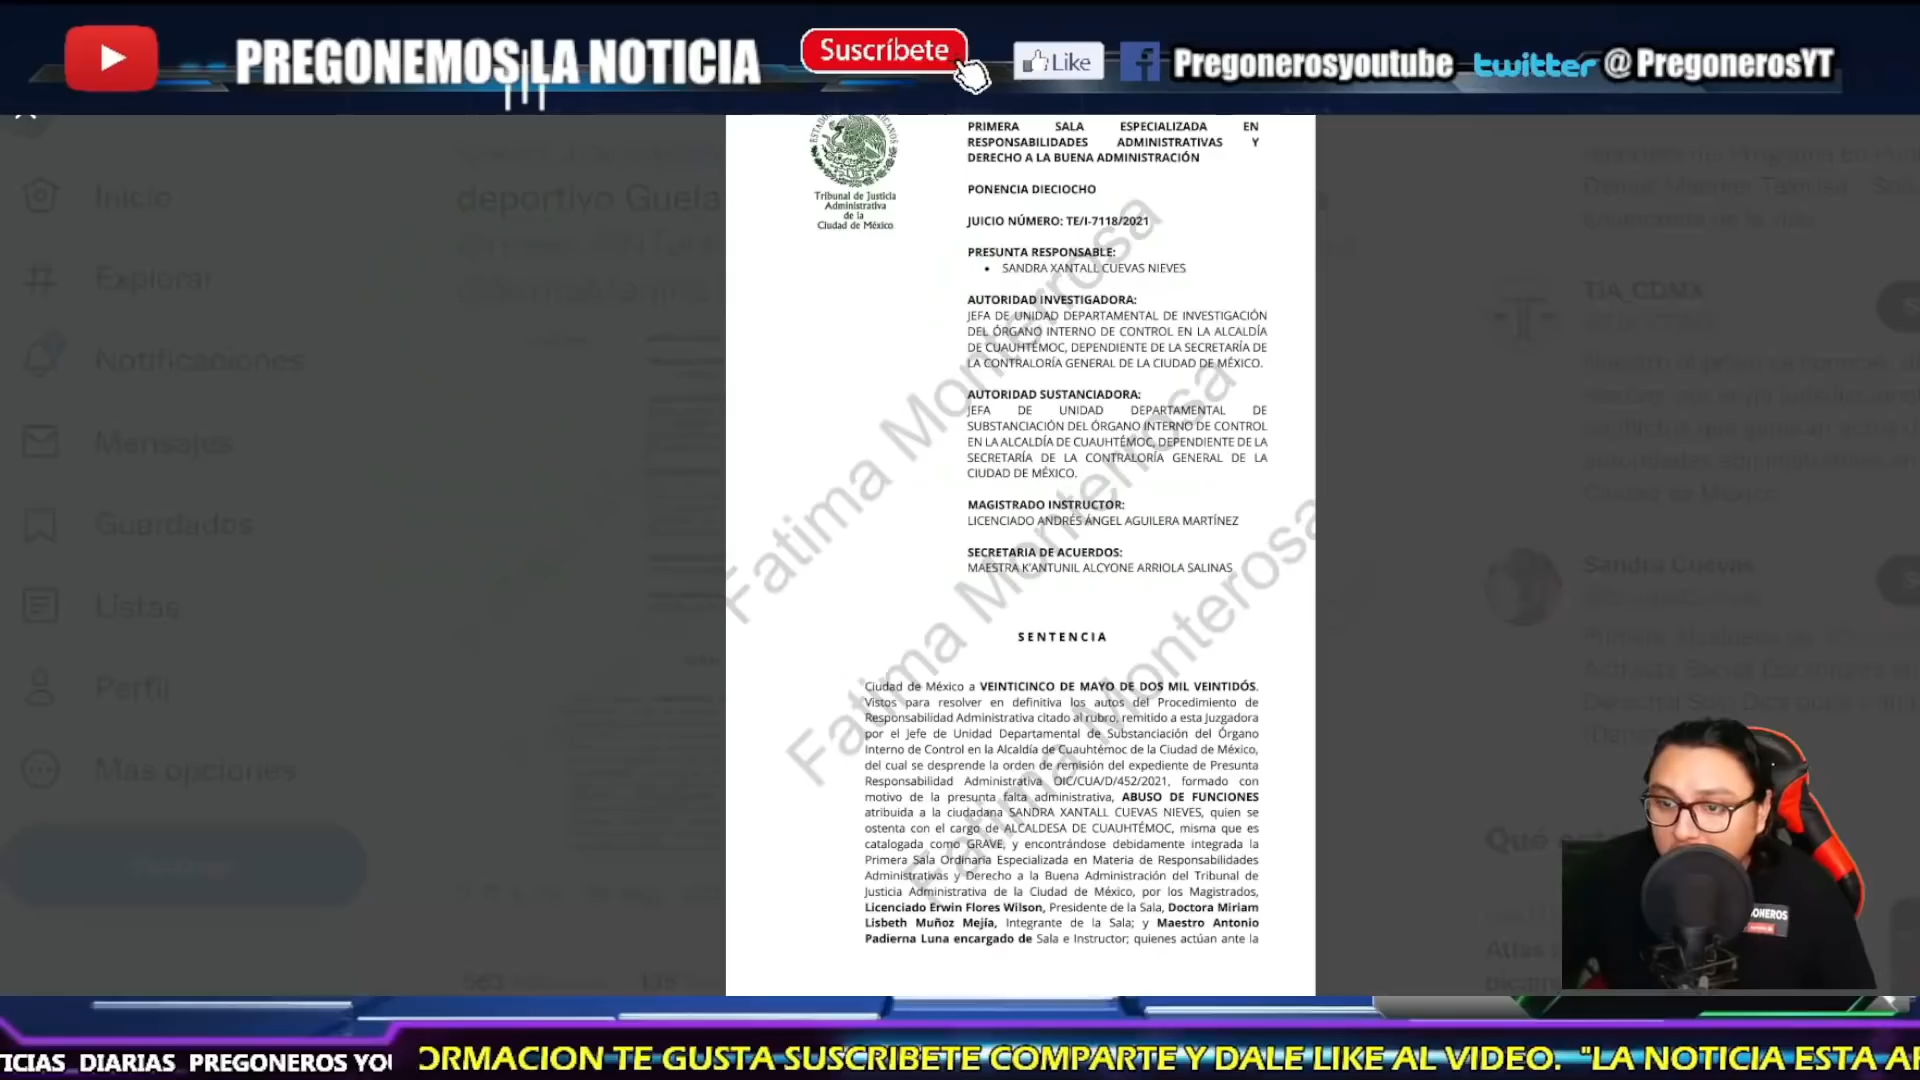 PREGONEMOS LA NOTICIA
Suscríbete
Like
Pregonerosyoutube
twitter @PregonerosYT
Tribunal de Justicia
Administrativa
de la
Ciudad de México
PRIMERA SALA ESPECIALIZADA EN
RESPONSABILIDADES ADMINISTRATIVAS Y
DERECHO A LA BUENA ADMINISTRACIÓN
PONENCIA DIECIOCHO
JUICIO NÚMERO: TE/I-7118/2021
PRESUNTA RESPONSABLE:
• SANDRA XANTALL CUEVAS NIEVES
AUTORIDAD INVESTIGADORA:
JEFA DE UNIDAD DEPARTAMENTAL DE INVESTIGACIÓN
DEL ÓRGANO INTERNO DE CONTROL EN LA ALCALDÍA
DE CUAUHTÉMOC, DEPENDIENTE DE LA SECRETARÍA DE
LA CONTRALORÍA GENERAL DE LA CIUDAD DE MÉXICO.
AUTORIDAD SUSTANCIADORA:
JEFA DE UNIDAD DEPARTAMENTAL DE
SUBSTANCIACIÓN DEL ÓRGANO INTERNO DE CONTROL
EN LA ALCALDÍA DE CUAUHTÉMOC, DEPENDIENTE DE LA
SECRETARÍA DE LA CONTRALORÍA GENERAL DE LA
CIUDAD DE MÉXICO.
MAGISTRADO INSTRUCTOR:
LICENCIADO ANDRÉS ÁNGEL AGUILERA MARTÍNEZ
SECRETARIA DE ACUERDOS:
MAESTRA K'ANTUNIL ALCYONE ARRIOLA SALINAS
SENTENCIA
Ciudad de México a VEINTICINCO DE MAYO DE DOS MIL VEINTIDÓS.
Vistos para resolver en definitiva los autos del Procedimiento de
Responsabilidad Administrativa citado al rubro, remitido a esta Juzgadora
por el Jefe de Unidad Departamental de Substanciación del Órgano
Interno de Control en la Alcaldía de Cuauhtémoc de la Ciudad de México,
del cual se desprende la orden de remisión del expediente de Presunta
Responsabilidad Administrativa OIC/CUA/D/452/2021, formado con
motivo de la presunta falta administrativa, ABUSO DE FUNCIONES
atribuida a la ciudadana SANDRA XANTALL CUEVAS NIEVES, quien se
ostenta con el cargo de ALCALDESA DE CUAUHTÉMOC, misma que es
catalogada como GRAVE, y encontrándose debidamente integrada la
Primera Sala Ordinaria Especializada en Materia de Responsabilidades
Administrativas y Derecho a la Buena Administración del Tribunal de
Justicia Administrativa de la Ciudad de México, por los Magistrados,
Licenciado Erwin Flores Wilson, Presidente de la Sala, Doctora Miriam
Lisbeth Muñoz Mejía, Integrante de la Sala; y Maestro Antonio
Padierna Luna encargado de Sala e Instructor; quienes actúan ante la
Fatima Monterrosa
Fatima Monterrosa
Fatima Monterrosa
Inicio
Explorar
Notificaciones
Mensajes
Guardados
Listas
Perfil
Más opciones
deportivo Guela
TJA_CDMX
Sandra Cuevas
Ciudad de México
TICIAS DIARIAS PREGONEROS YOU
ORMACION TE GUSTA SUSCRIBETE COMPARTE Y DALE LIKE AL VIDEO. "LA NOTICIA ESTA A